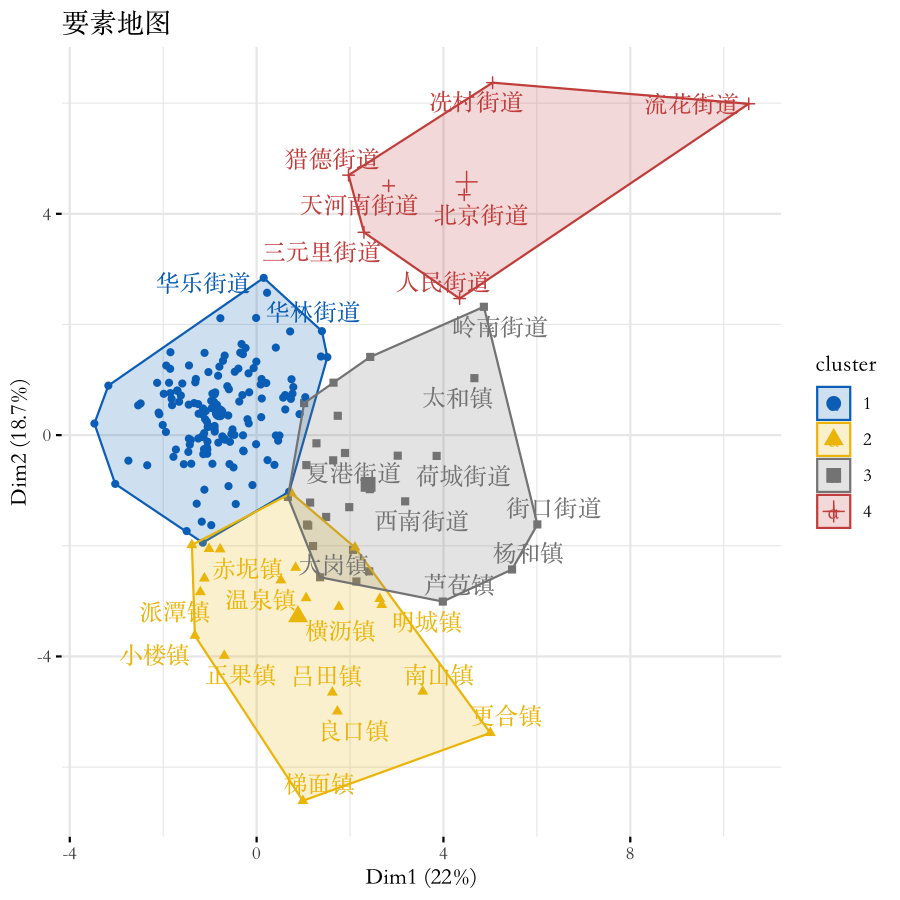 要素地图
冼村街道
流花街道
猎德街道
天河南街道
北京街道
三元里街道
人民街道
华乐街道
华林街道
岭南街道
太和镇
夏港街道
荷城街道
西南街道
街口街道
杨和镇
大岗镇
芦苞镇
赤坭镇
温泉镇
派潭镇
横沥镇
明城镇
小楼镇
正果镇
吕田镇
南山镇
更合镇
良口镇
梯面镇
4
0
-4
-4
0
4
8
Dim1 (22%)
Dim2 (18.7%)
cluster
1
2
3
a 4